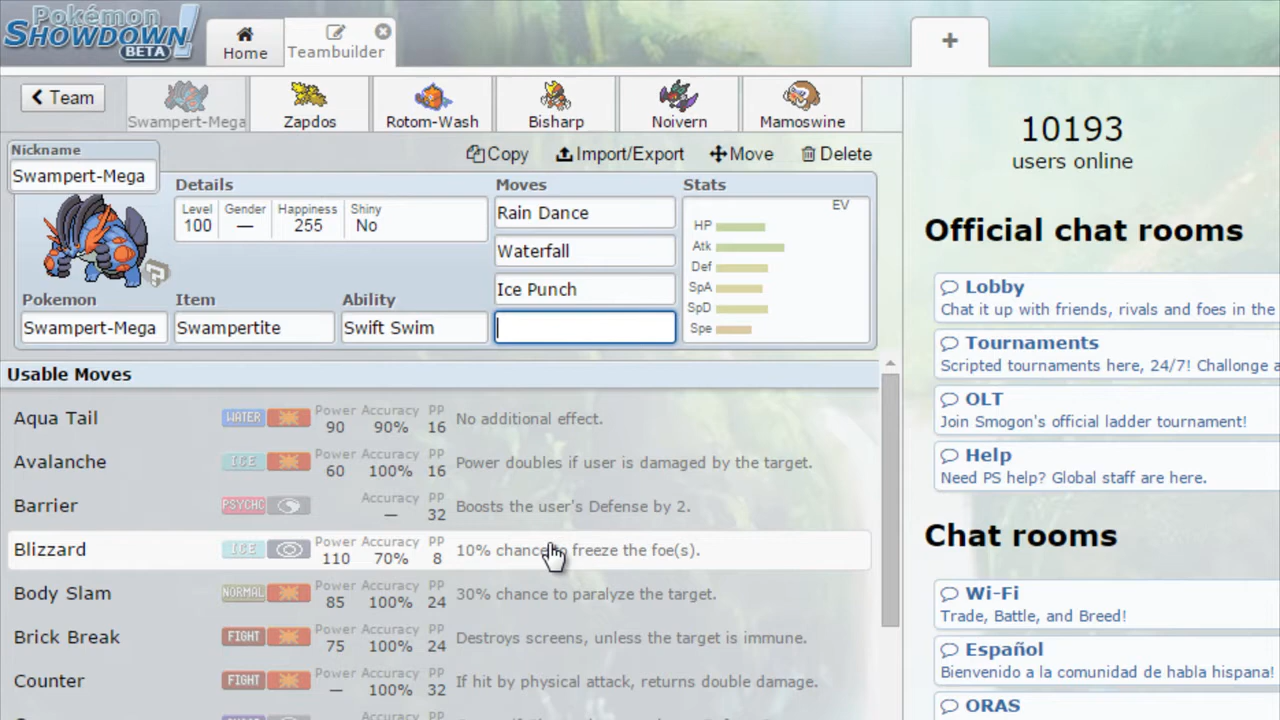 Pokémon
SHOWDOWN!
BETA
Home
Teambuilder
+
Team
Swampert-Mega
Zapdos
Rotom-Wash
Bisharp
Noivern
Mamoswine
Copy
Import/Export
Move
Delete
Nickname
Swampert-Mega
Details
Level Gender Happiness Shiny
100 — 255 No
Pokemon
Swampert-Mega
Item
Swampertite
Ability
Swift Swim
Moves
Rain Dance
Waterfall
Ice Punch
Stats
EV
HP
Atk
Def
SpA
SpD
Spe
Usable Moves
Aqua Tail WATER Power 90 Accuracy 90% PP 16 No additional effect.
Avalanche ICE Power 60 Accuracy 100% PP 16 Power doubles if user is damaged by the target.
Barrier PSYCHC Accuracy — PP 32 Boosts the user's Defense by 2.
Blizzard ICE Power 110 Accuracy 70% PP 8 10% chance to freeze the foe(s).
Body Slam NORMAL Power 85 Accuracy 100% PP 24 30% chance to paralyze the target.
Brick Break FIGHT Power 75 Accuracy 100% PP 24 Destroys screens, unless the target is immune.
Counter FIGHT Power — Accuracy 100% PP 32 If hit by physical attack, returns double damage.
10193
users online
Official chat rooms
Lobby
Chat it up with friends, rivals and foes in the
Tournaments
Scripted tournaments here, 24/7! Challonge a
OLT
Join Smogon's official ladder tournament!
Help
Need PS help? Global staff are here.
Chat rooms
Wi-Fi
Trade, Battle, and Breed!
Español
Bienvenido a la comunidad de habla hispana!
ORAS